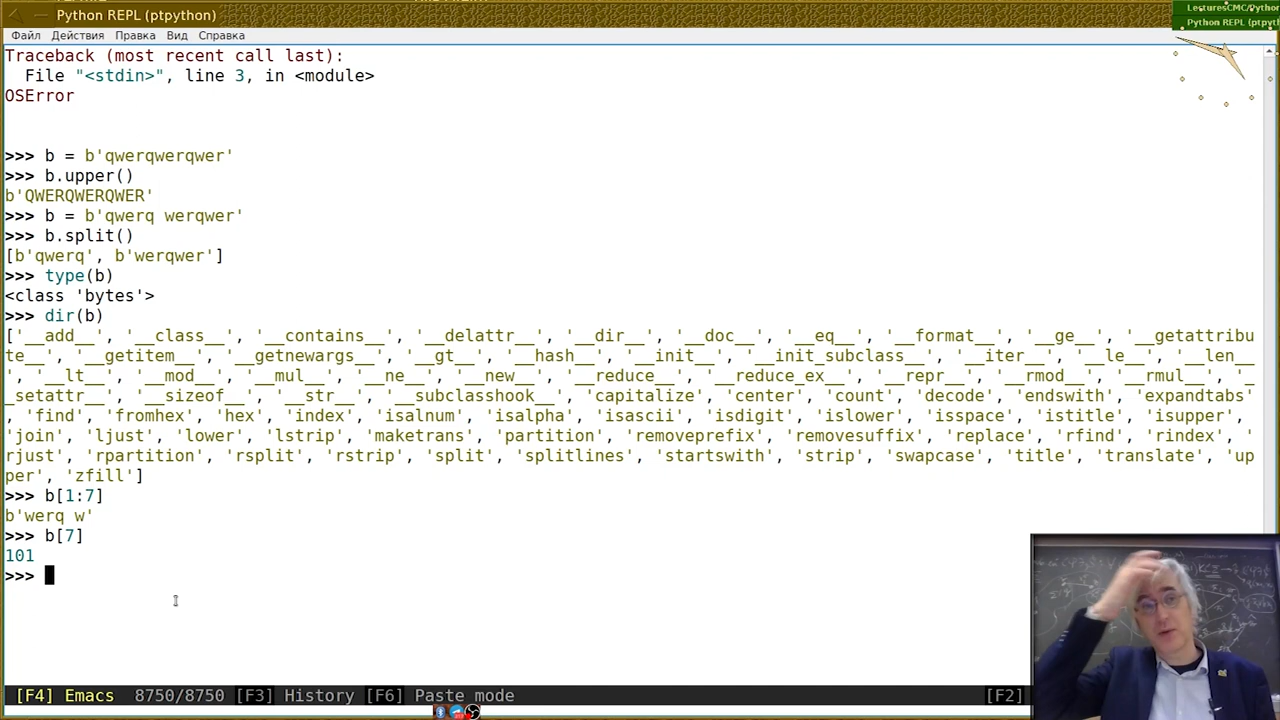 Python REPL (ptpython)
LecturesCMC/Python
Python REPL (ptpyth
Файл Действия Правка Вид Справка
Traceback (most recent call last):
  File "<stdin>", line 3, in <module>
OSError
>>> b = b'qwerqwerqwer'
>>> b.upper()
b'QWERQWERQWER'
>>> b = b'qwerq werqwer'
>>> b.split()
[b'qwerq', b'werqwer']
>>> type(b)
<class 'bytes'>
>>> dir(b)
['__add__', '__class__', '__contains__', '__delattr__', '__dir__', '__doc__', '__eq__', '__format__', '__ge__', '__getattribu
te__', '__getitem__', '__getnewargs__', '__gt__', '__hash__', '__init__', '__init_subclass__', '__iter__', '__le__', '__len__
', '__lt__', '__mod__', '__mul__', '__ne__', '__new__', '__reduce__', '__reduce_ex__', '__repr__', '__rmod__', '__rmul__', '_
_setattr__', '__sizeof__', '__str__', '__subclasshook__', 'capitalize', 'center', 'count', 'decode', 'endswith', 'expandtabs'
, 'find', 'fromhex', 'hex', 'index', 'isalnum', 'isalpha', 'isascii', 'isdigit', 'islower', 'isspace', 'istitle', 'isupper',
'join', 'ljust', 'lower', 'lstrip', 'maketrans', 'partition', 'removeprefix', 'removesuffix', 'replace', 'rfind', 'rindex', '
rjust', 'rpartition', 'rsplit', 'rstrip', 'split', 'splitlines', 'startswith', 'strip', 'swapcase', 'title', 'translate', 'up
per', 'zfill']
>>> b[1:7]
b'werq w'
>>> b[7]
101
>>>
[F4] Emacs 8750/8750 [F3] History [F6] Paste mode [F2]